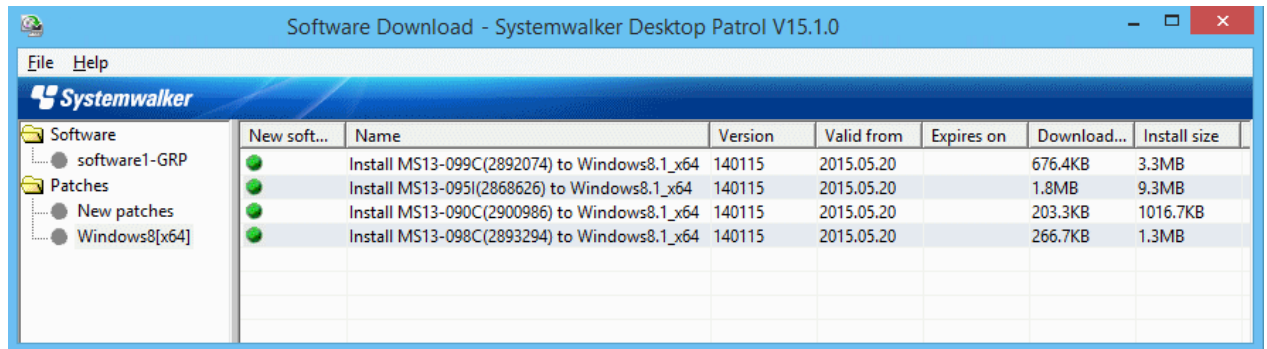 Software Download - Systemwalker Desktop Patrol V15.1.0
File Help
Systemwalker
Software
software1-GRP
Patches
New patches
Windows8[x64]
New soft... Name Version Valid from Expires on Download... Install size
Install MS13-099C(2892074) to Windows8.1_x64 140115 2015.05.20 676.4KB 3.3MB
Install MS13-095I(2868626) to Windows8.1_x64 140115 2015.05.20 1.8MB 9.3MB
Install MS13-090C(2900986) to Windows8.1_x64 140115 2015.05.20 203.3KB 1016.7KB
Install MS13-098C(2893294) to Windows8.1_x64 140115 2015.05.20 266.7KB 1.3MB